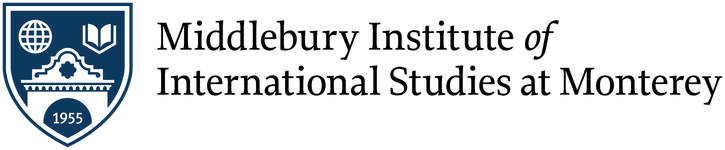 Middlebury Institute of
International Studies at Monterey
1955